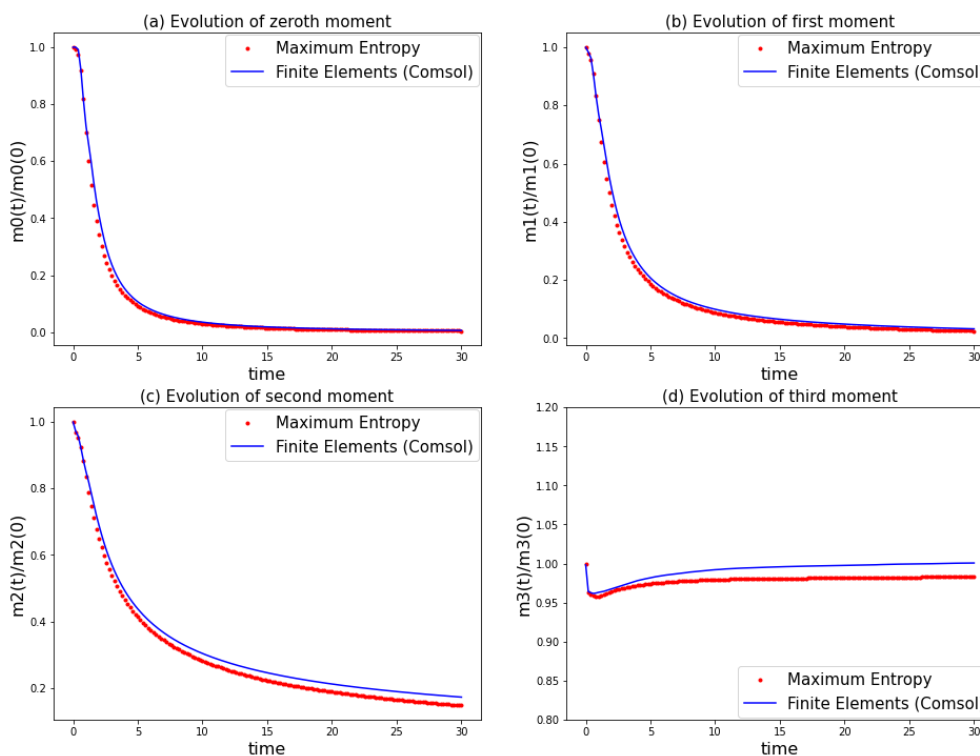 (a) Evolution of zeroth moment
Maximum Entropy
Finite Elements (Comsol)
1.0
0.8
0.6
0.4
0.2
0.0
m0(t)/m0(0)
0
5
10
15
20
25
30
time
(b) Evolution of first moment
Maximum Entropy
Finite Elements (Comsol
1.0
0.8
0.6
0.4
0.2
0.0
m1(t)/m1(0)
0
5
10
15
20
25
30
time
(c) Evolution of second moment
Maximum Entropy
Finite Elements (Comsol)
1.0
0.8
0.6
0.4
0.2
m2(t)/m2(0)
0
5
10
15
20
25
30
time
(d) Evolution of third moment
1.20
1.15
1.10
1.05
1.00
0.95
0.90
0.85
0.80
m3(t)/m3(0)
Maximum Entropy
Finite Elements (Comsol
0
5
10
15
20
25
30
time